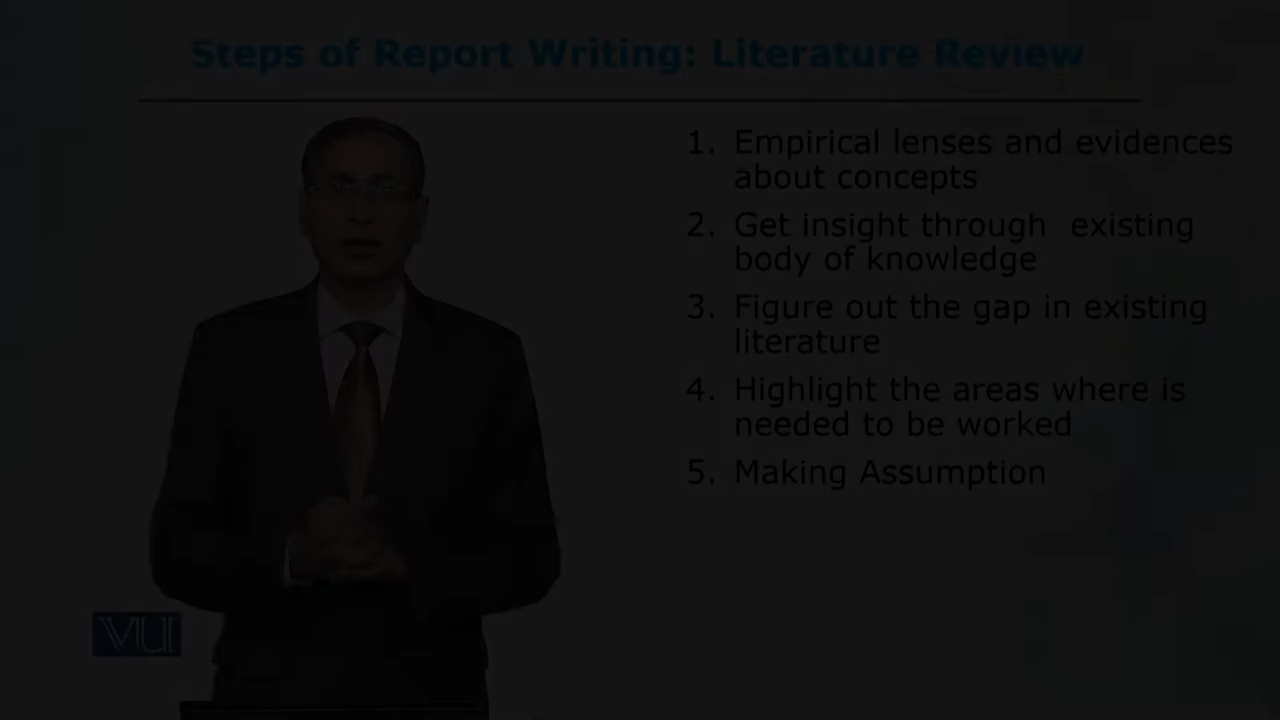 Steps of Report Writing: Literature Review
1. Empirical lenses and evidences
about concepts
2. Get insight through existing
body of knowledge
3. Figure out the gap in existing
literature
4. Highlight the areas where is
needed to be worked
5. Making Assumption
VU